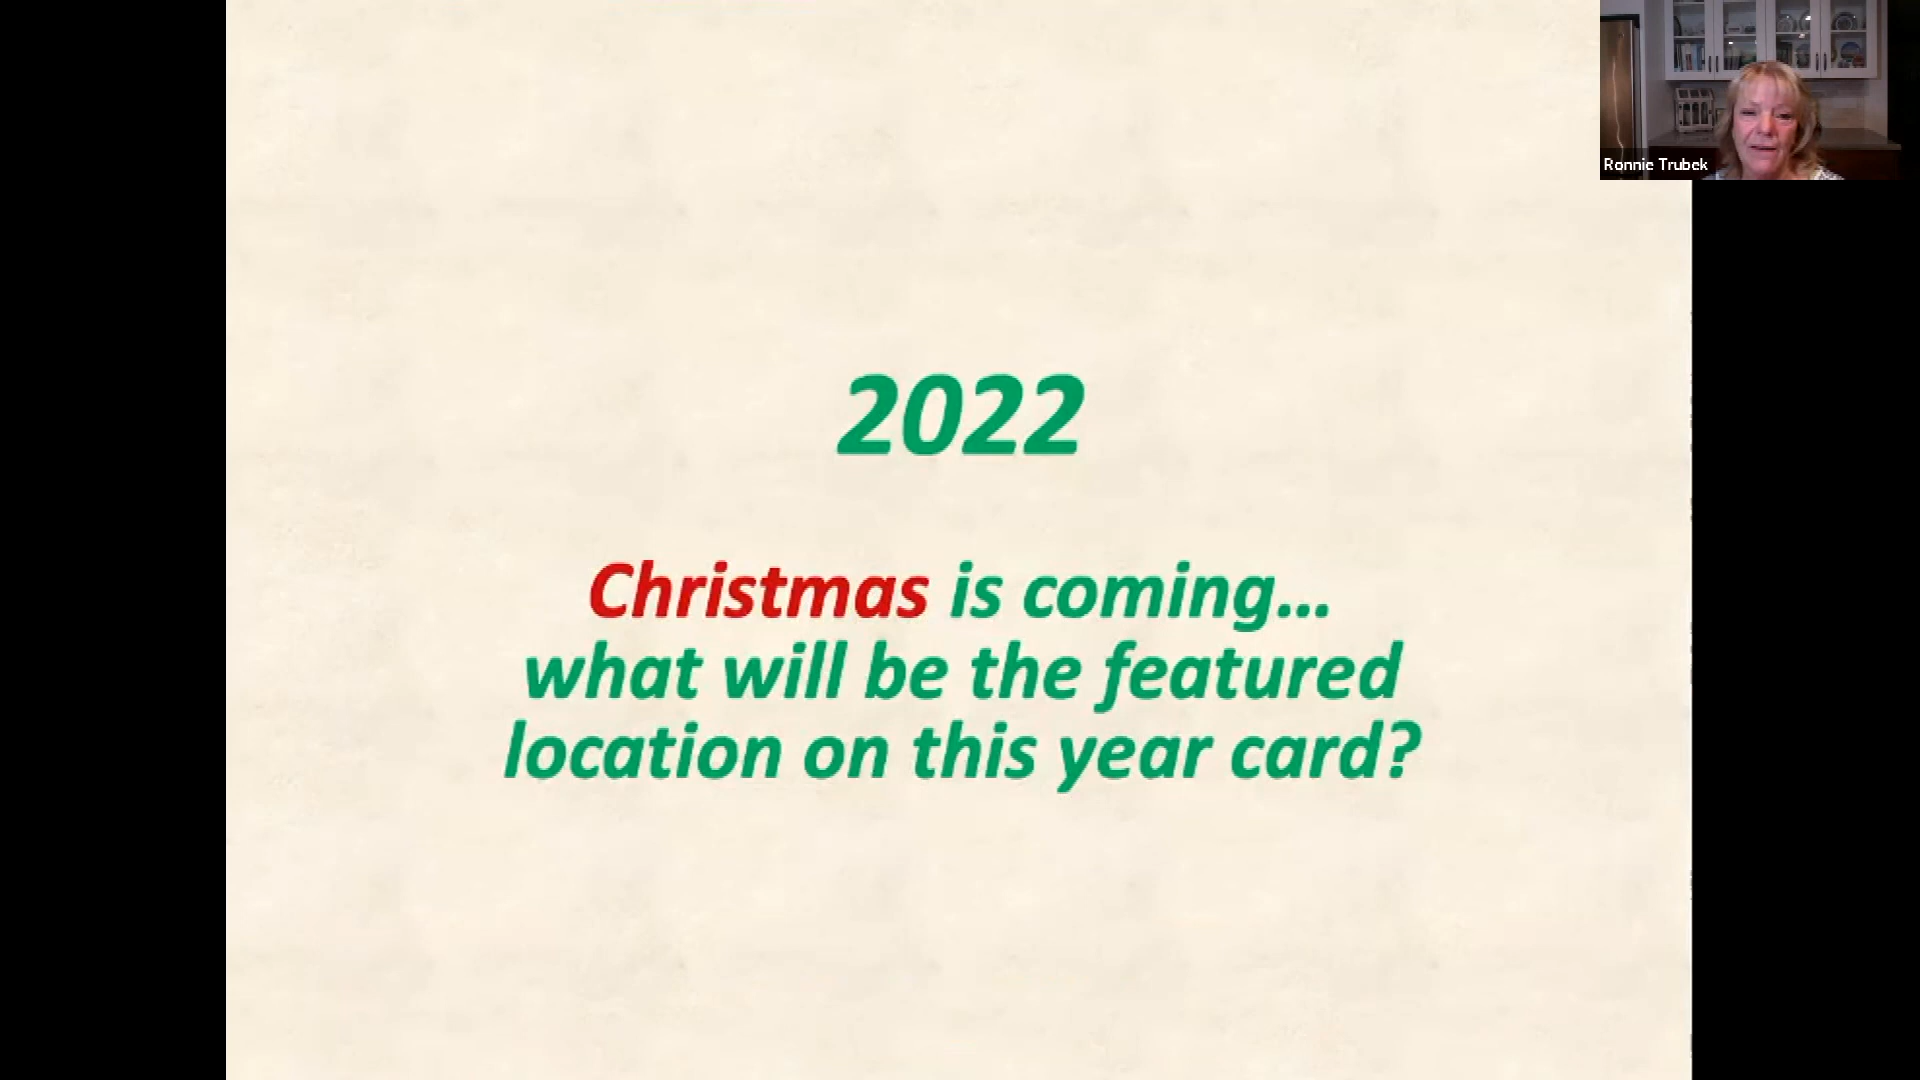 2022
Christmas is coming...
what will be the featured
location on this year card?
Ronnie Trubek